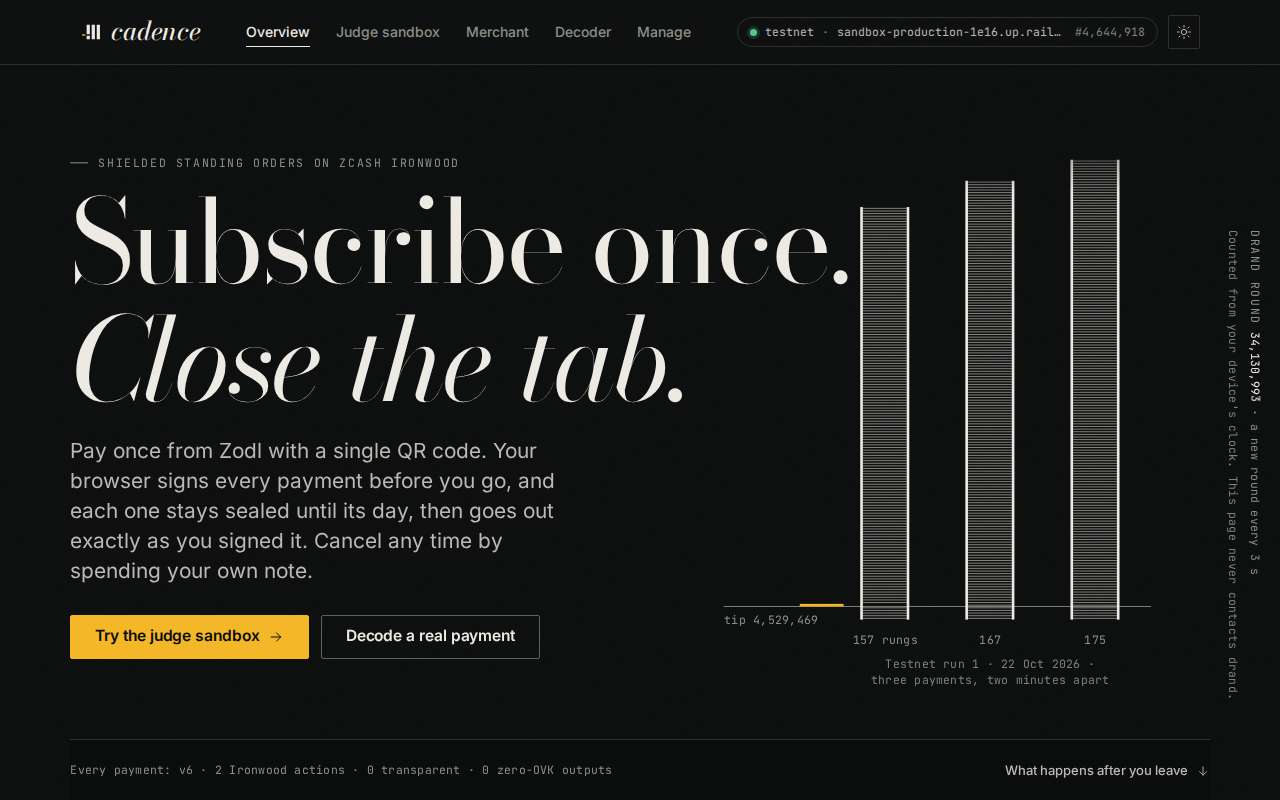 cadence
Overview
Judge sandbox
Merchant
Decoder
Manage
testnet · sandbox-production-1e16.up.rail… #4,644,918
SHIELDED STANDING ORDERS ON ZCASH IRONWOOD
Subscribe once.
Close the tab.
Pay once from Zodl with a single QR code. Your
browser signs every payment before you go, and
each one stays sealed until its day, then goes out
exactly as you signed it. Cancel any time by
spending your own note.
Try the judge sandbox →
Decode a real payment
tip 4,529,469
157 rungs
167
175
Testnet run 1 · 22 Oct 2026 ·
three payments, two minutes apart
DRAND ROUND 34,130,993 · a new round every 3 s
Counted from your device's clock. This page never contacts drand.
Every payment: v6 · 2 Ironwood actions · 0 transparent · 0 zero-OVK outputs
What happens after you leave ↓